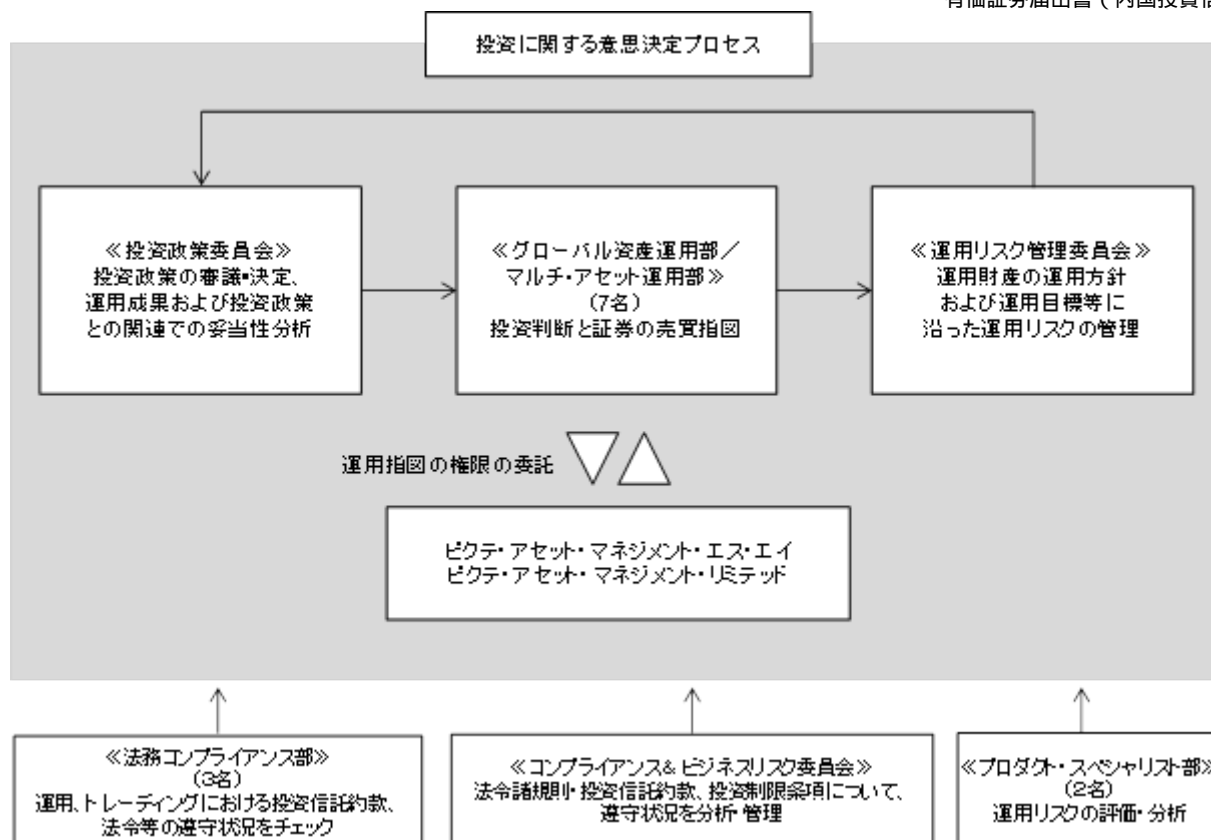 有価証券届出書（内国投資信
投資に関する意思決定プロセス
≪投資政策委員会≫
投資政策の審議・決定、
運用成果および投資政策
との関連での妥当性分析
≪グローバル資産運用部／
マルチ・アセット運用部≫
(7名)
投資判断と証券の売買指図
≪運用リスク管理委員会≫
運用財産の運用方針
および運用目標等に
沿った運用リスクの管理
運用指図の権限の委託
ピクテ・アセット・マネジメント・エス・エイ
ピクテ・アセット・マネジメント・リミテッド
≪法務コンプライアンス部≫
(3名)
運用、トレーディングにおける投資信託約款、
法令等の遵守状況をチェック
≪コンプライアンス& ビジネスリスク委員会≫
法令諸規則・投資信託約款、投資制限条項について、
遵守状況を分析・管理
≪プロダクト・スペシャリスト部≫
(2名)
運用リスクの評価・分析